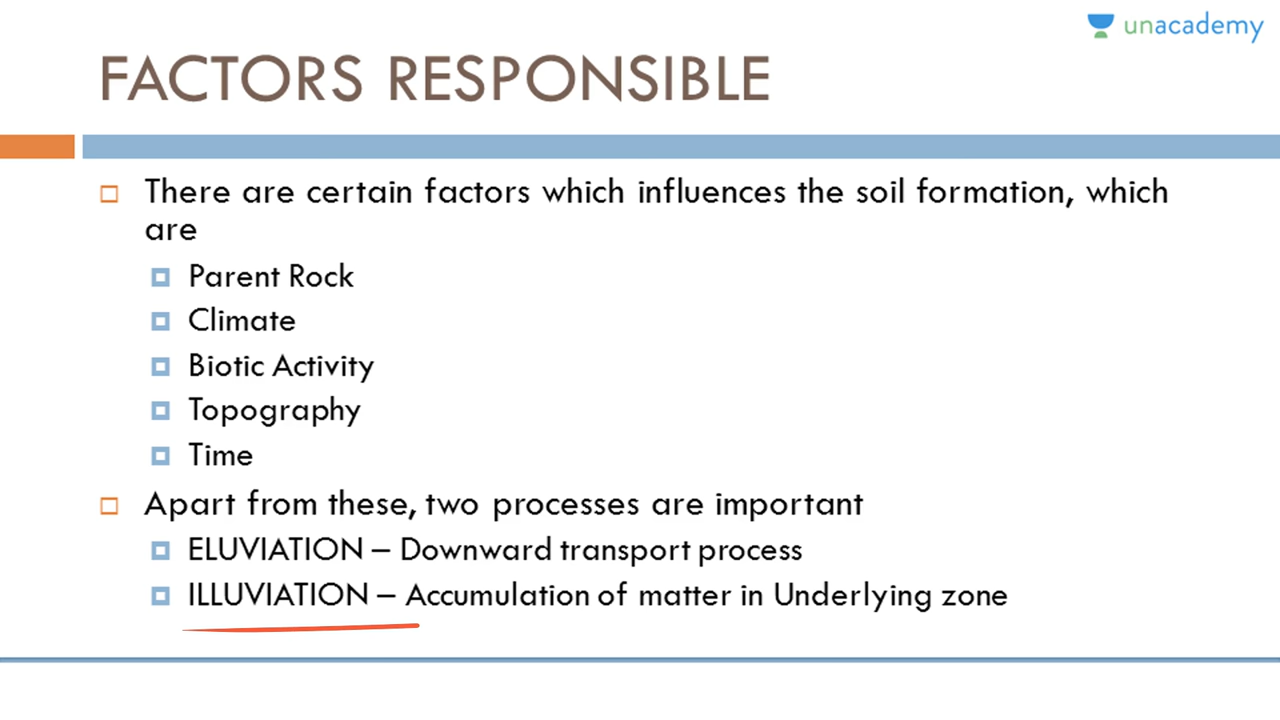 unacademy
FACTORS RESPONSIBLE
There are certain factors which influences the soil formation, which
are
Parent Rock
Climate
Biotic Activity
Topography
Time
Apart from these, two processes are important
ELUVIATION – Downward transport process
ILLUVIATION – Accumulation of matter in Underlying zone